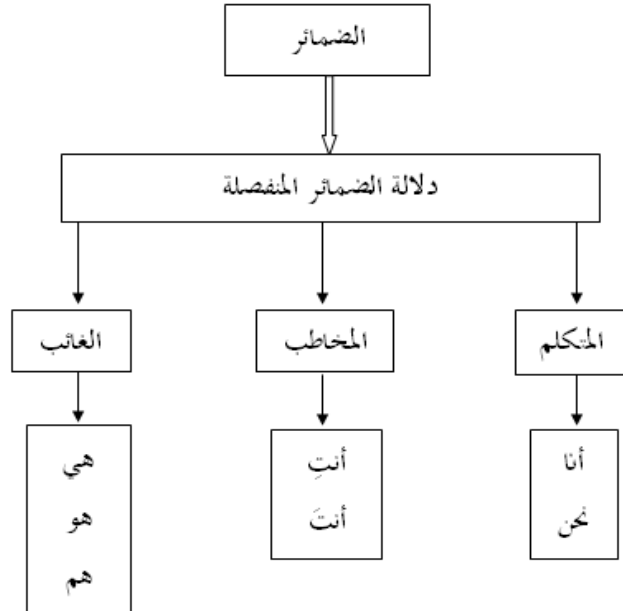 الضمائر
دلالة الضمائر المنفصلة
المتكلم
المخاطب
الغائب
أنا
نحن
أنتِ
أنتَ
هي
هو
هم